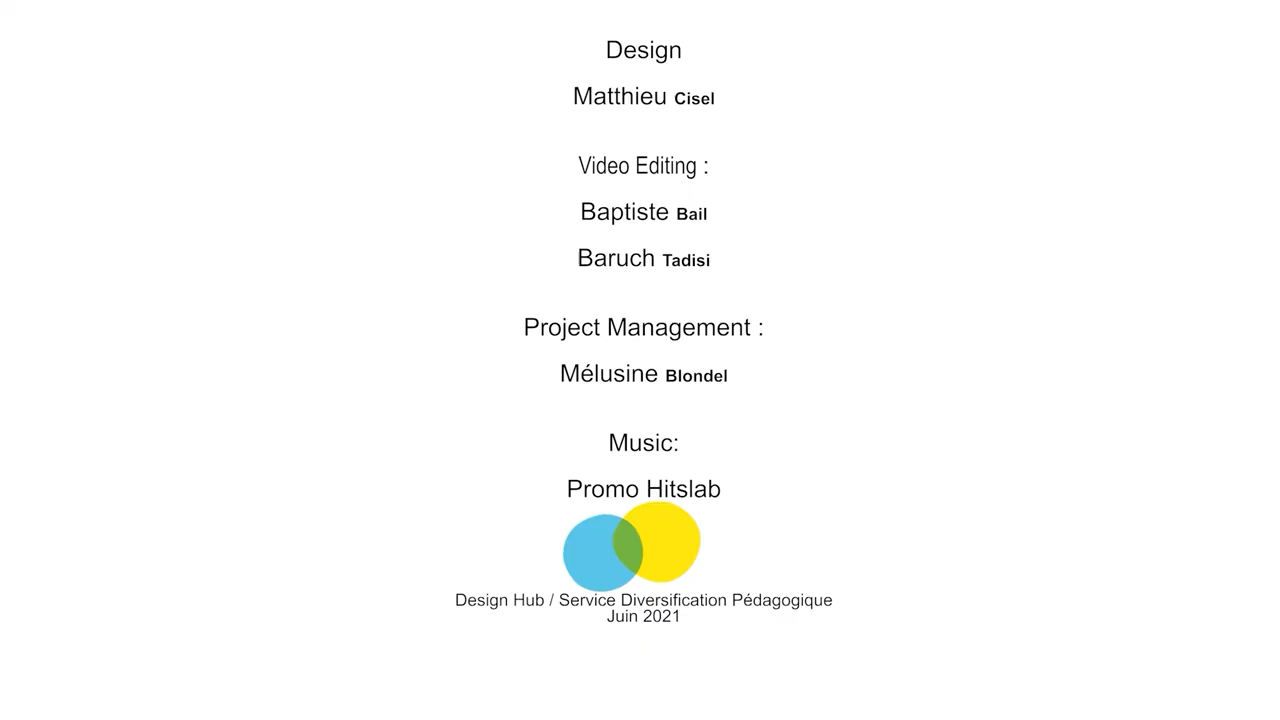 Design
Matthieu Cisel
Video Editing :
Baptiste Bail
Baruch Tadisi
Project Management :
Mélusine Blondel
Music:
Promo Hitslab
Design Hub / Service Diversification Pédagogique
Juin 2021